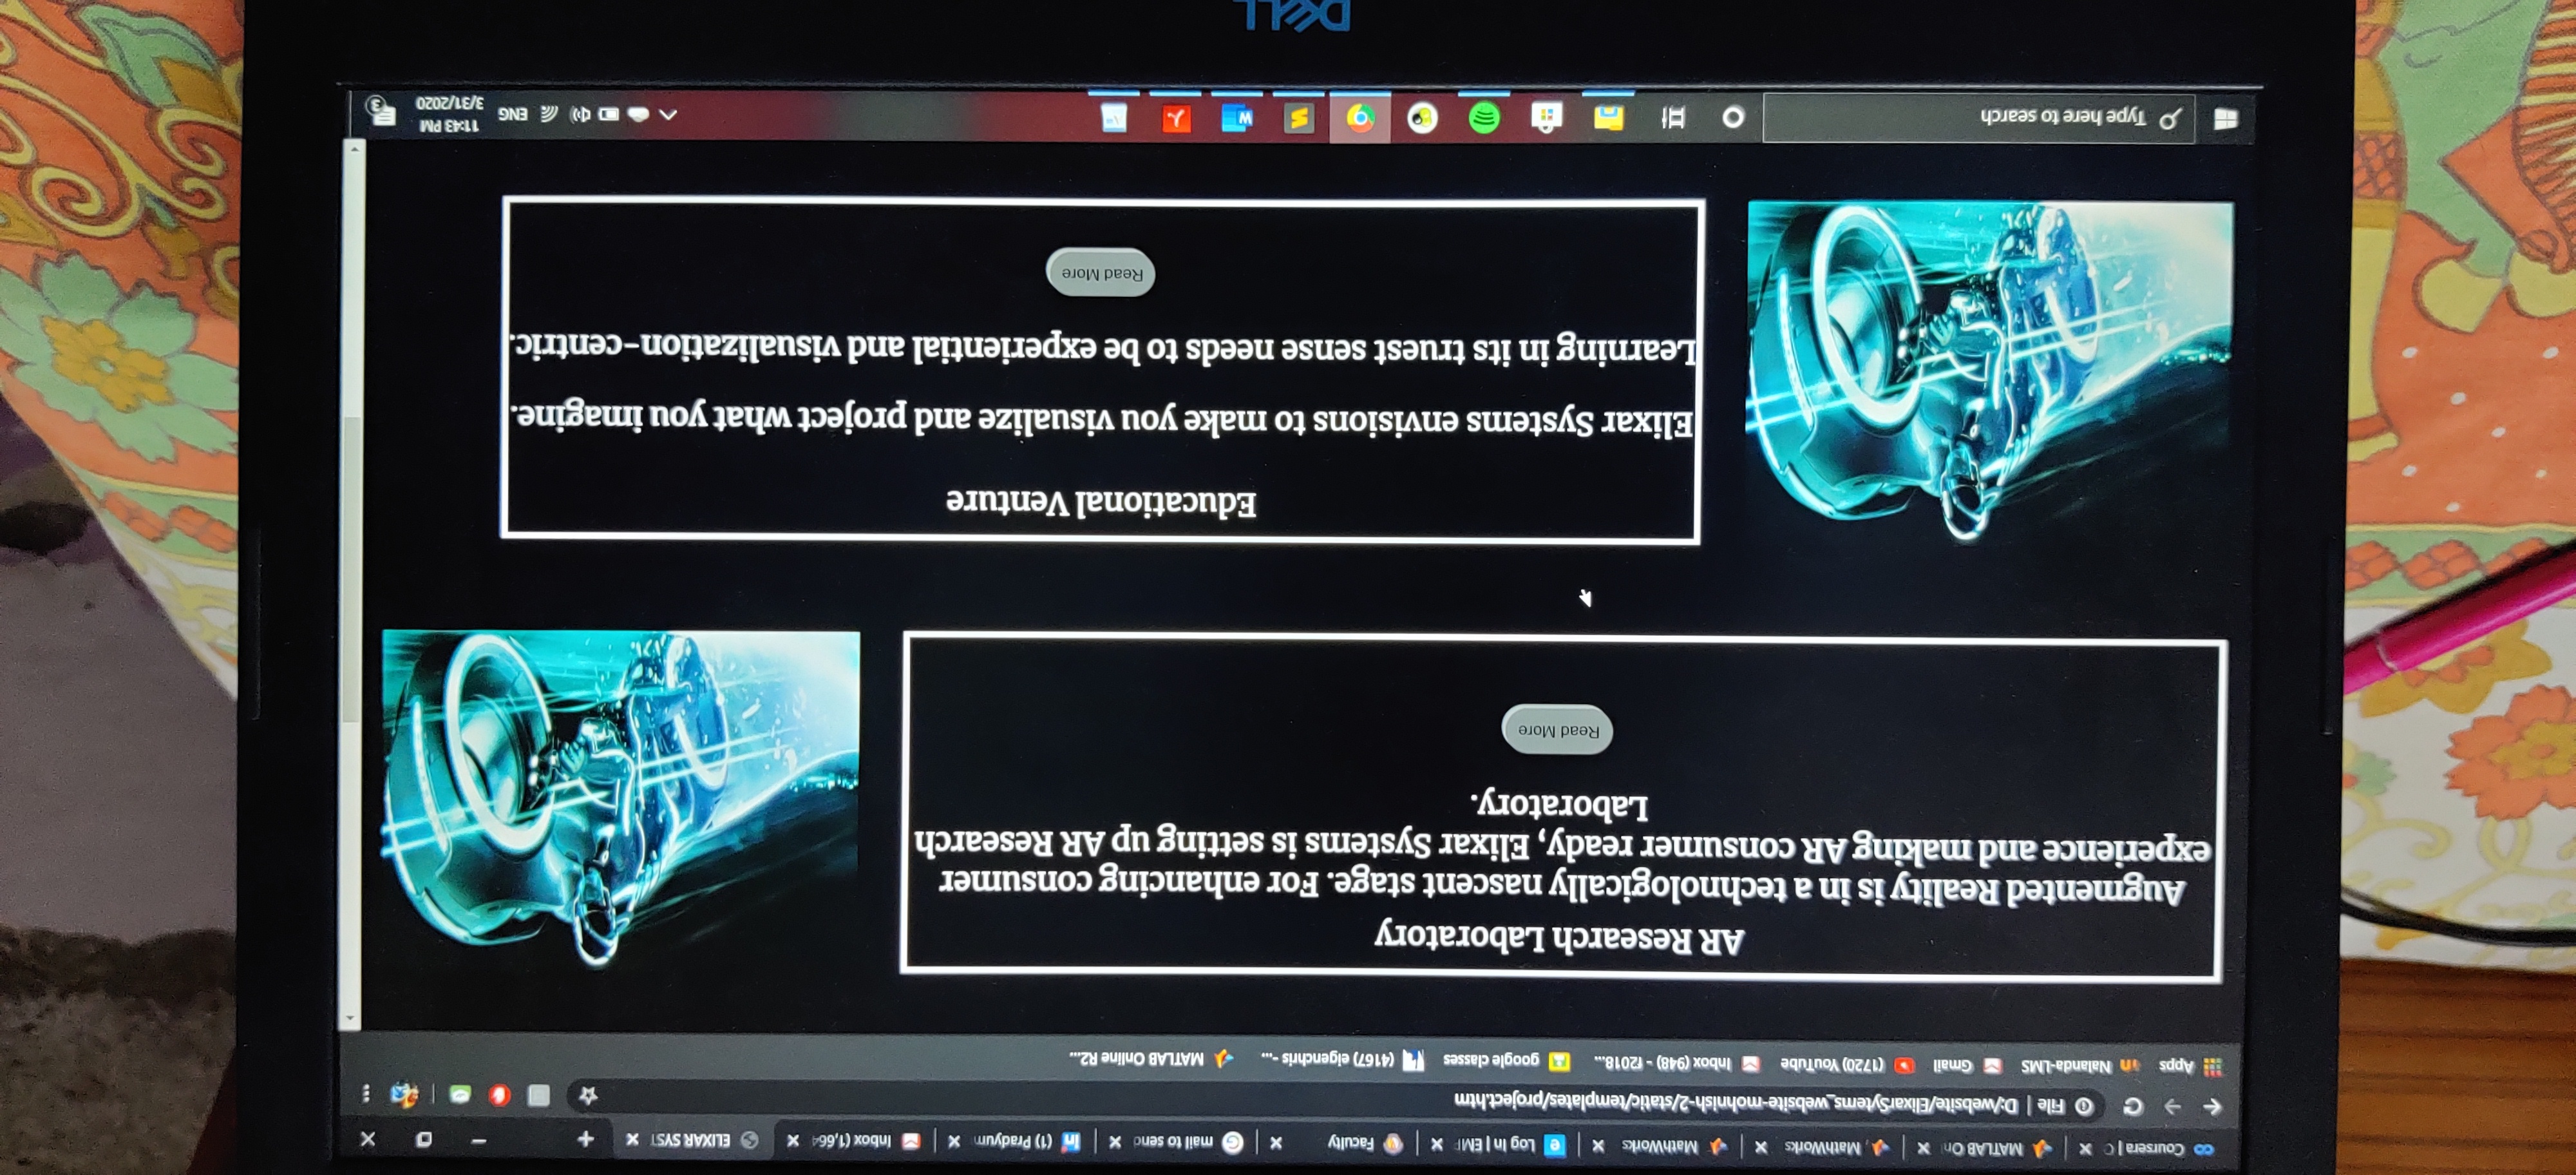 Coursera | C
MATLAB On
MathWorks
MathWorks
Log In | EMP
Faculty
mail to send
(1) Pradyum
Inbox (1,664
ELIXAR SYST
File | D:/website/ElixarSytems_website-mohnish-2/static/templates/project.htm
Apps
Nalanda-LMS
Gmail
(1720) YouTube
Inbox (948) - f2018...
google classes
(4167) eigenchris -...
MATLAB Online R2...
AR Research Laboratory
Augmented Reality is in a technologically nascent stage. For enhancing consumer
experience and making AR consumer ready, Elixar Systems is setting up AR Research
Laboratory.
Read More
Educational Venture
Elixar Systems envisions to make you visualize and project what you imagine.
Learning in its truest sense needs to be experiential and visualization-centric.
Read More
Type here to search
ENG
11:43 PM
3/31/2020
3
DELL